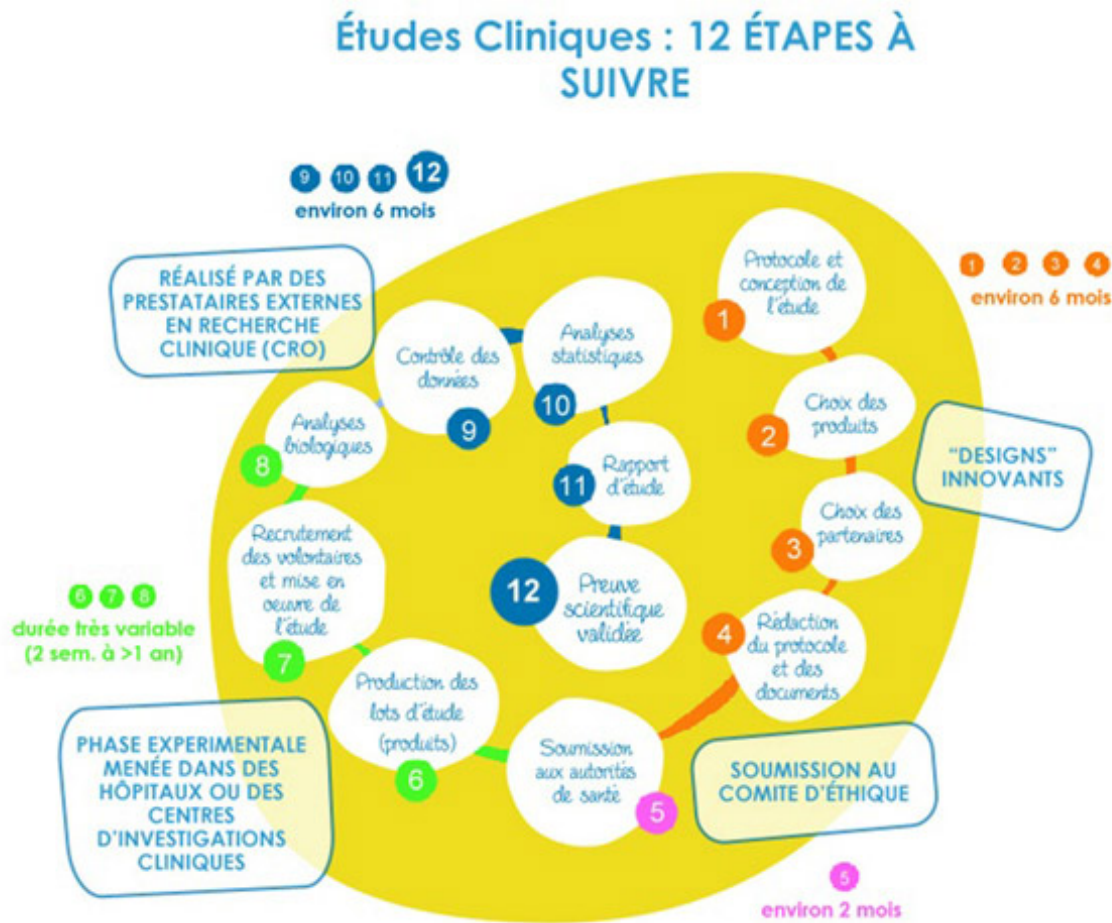 Études Cliniques : 12 ÉTAPES À
SUIVRE
9 10 11 12
environ 6 mois
RÉALISÉ PAR DES
PRESTATAIRES EXTERNES
EN RECHERCHE
CLINIQUE (CRO)
1 2 3 4
environ 6 mois
Protocole et
conception de
l'étude
1
Choix des
produits
2
"DESIGNS"
INNOVANTS
Choix des
partenaires
3
Rédaction
du protocole
et des
documents
4
SOUMISSION AU
COMITE D'ÉTHIQUE
Soumission
aux autorités
de santé
5
5
environ 2 mois
Production des
lots d'étude
(produits)
6
Recrutement
des volontaires
et mise en
oeuvre de
l'étude
7
6 7 8
durée très variable
(2 sem. à >1 an)
PHASE EXPERIMENTALE
MENÉE DANS DES
HÔPITAUX OU DES
CENTRES
D'INVESTIGATIONS
CLINIQUES
Analyses
biologiques
8
Contrôle des
données
9
Analyses
statistiques
10
Rapport
d'étude
11
Preuve
scientifique
validée
12